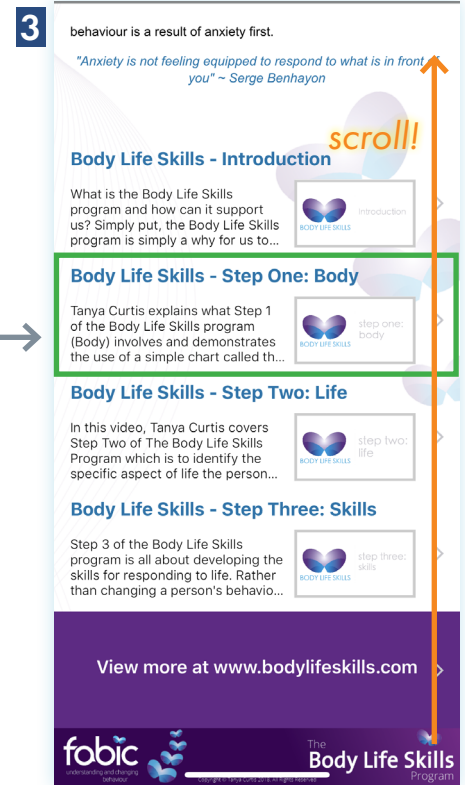 3
behaviour is a result of anxiety first.
"Anxiety is not feeling equipped to respond to what is in front of
you" ~ Serge Benhayon
scroll!
Body Life Skills - Introduction
What is the Body Life Skills
program and how can it support
us? Simply put, the Body Life Skills
program is simply a why for us to...
BODY LIFE SKILLS
introduction
Body Life Skills - Step One: Body
Tanya Curtis explains what Step 1
of the Body Life Skills program
(Body) involves and demonstrates
the use of a simple chart called th...
BODY LIFE SKILLS
step one:
body
Body Life Skills - Step Two: Life
In this video, Tanya Curtis covers
Step Two of The Body Life Skills
Program which is to identify the
specific aspect of life the person...
BODY LIFE SKILLS
step two:
life
Body Life Skills - Step Three: Skills
Step 3 of the Body Life Skills
program is all about developing the
skills for responding to life. Rather
than changing a person's behavio...
BODY LIFE SKILLS
step three:
skills
View more at www.bodylifeskills.com
fabic
understanding and changing
behaviour
Copyright © Tanya Curtis 2018. All Rights Reserved
The
Body Life Skills
Program